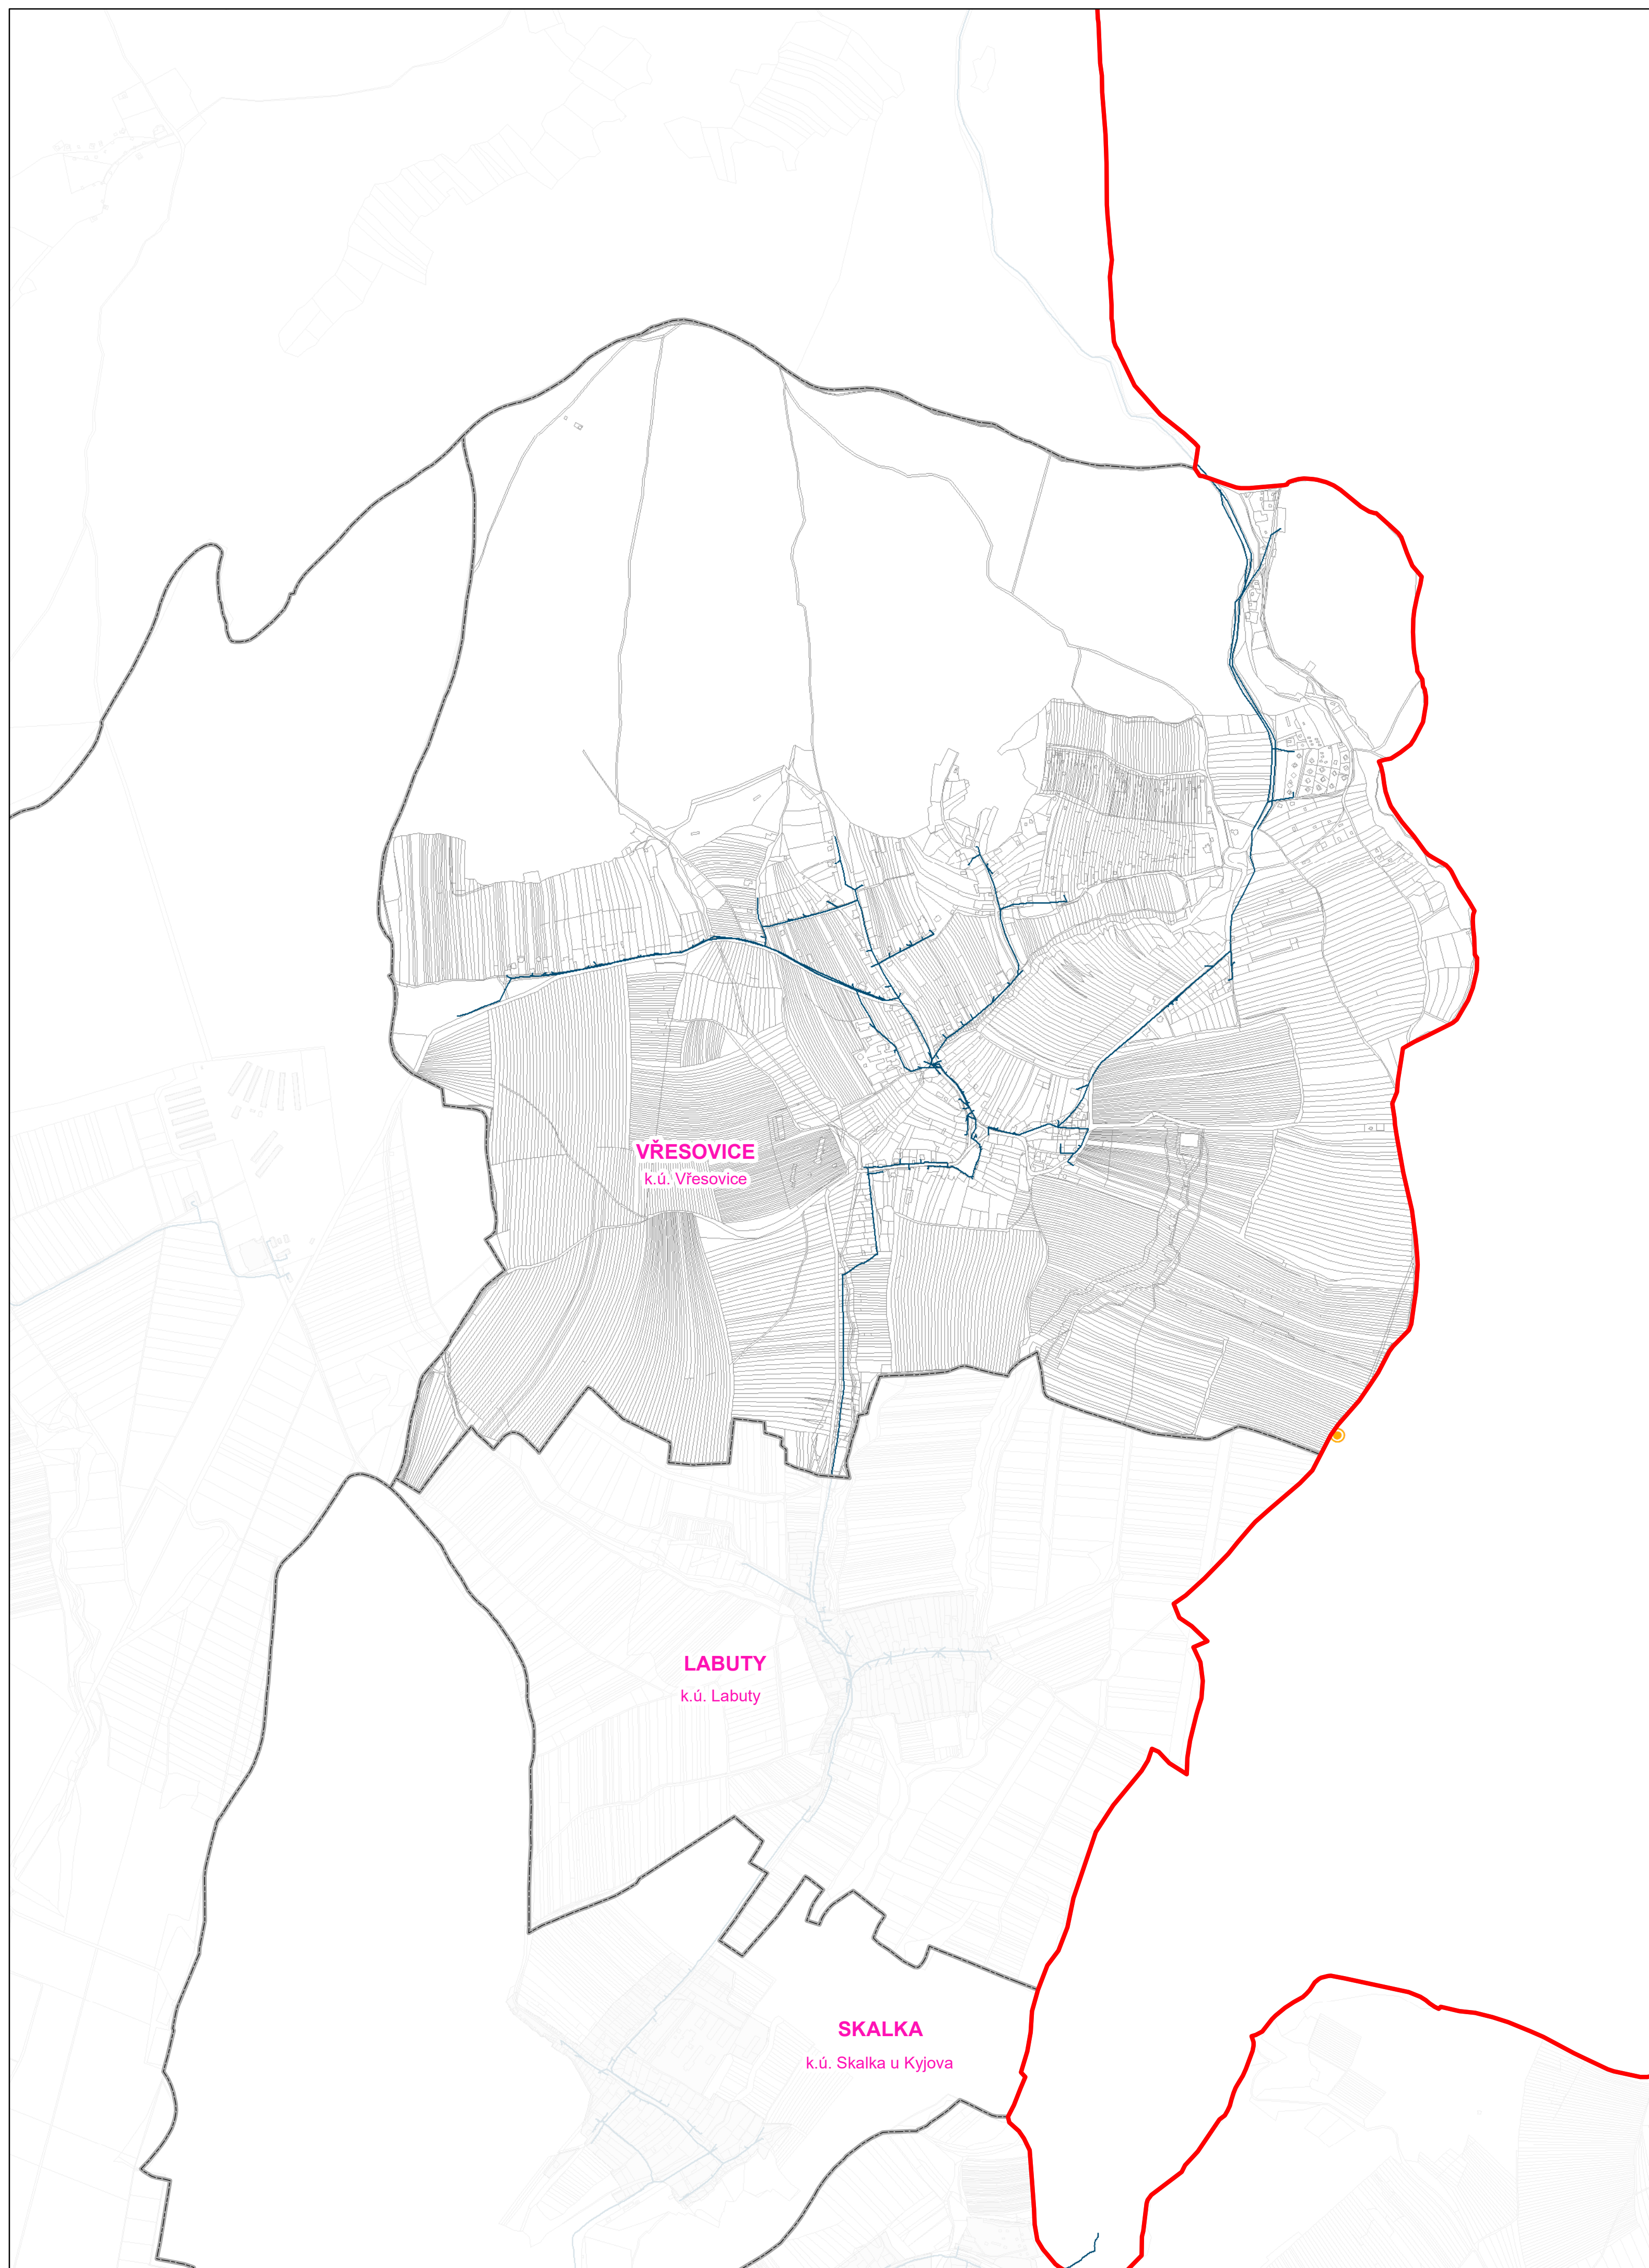 VŘESOVICE
k.ú. Vřesovice
LABUTY
k.ú. Labuty
SKALKA
k.ú. Skalka u Kyjova